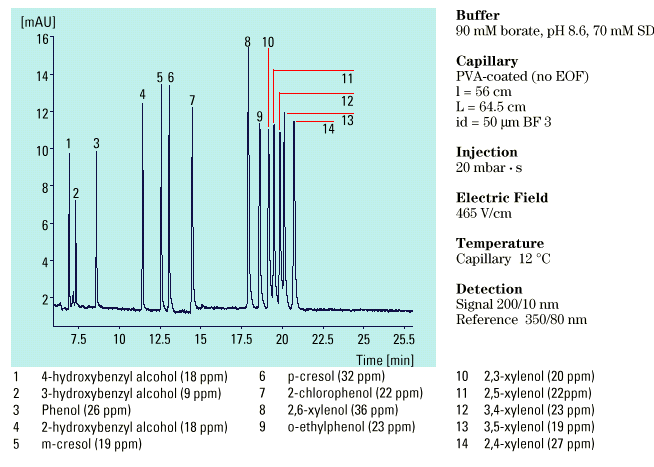 [mAU]
16
14
12
10
8
6
4
2
1
2
3
4
5
6
7
8
9
10
11
12
13
14
7.5
10
12.5
15
17.5
20
22.5
25.5
Time [min]
Buffer
90 mM borate, pH 8.6, 70 mM SD
Capillary
PVA-coated (no EOF)
l = 56 cm
L = 64.5 cm
id = 50 µm BF 3
Injection
20 mbar · s
Electric Field
465 V/cm
Temperature
Capillary 12 °C
Detection
Signal 200/10 nm
Reference 350/80 nm
1 4-hydroxybenzyl alcohol (18 ppm)
2 3-hydroxybenzyl alcohol (9 ppm)
3 Phenol (26 ppm)
4 2-hydroxybenzyl alcohol (18 ppm)
5 m-cresol (19 ppm)
6 p-cresol (32 ppm)
7 2-chlorophenol (22 ppm)
8 2,6-xylenol (36 ppm)
9 o-ethylphenol (23 ppm)
10 2,3-xylenol (20 ppm)
11 2,5-xylenol (22ppm)
12 3,4-xylenol (23 ppm)
13 3,5-xylenol (19 ppm)
14 2,4-xylenol (27 ppm)